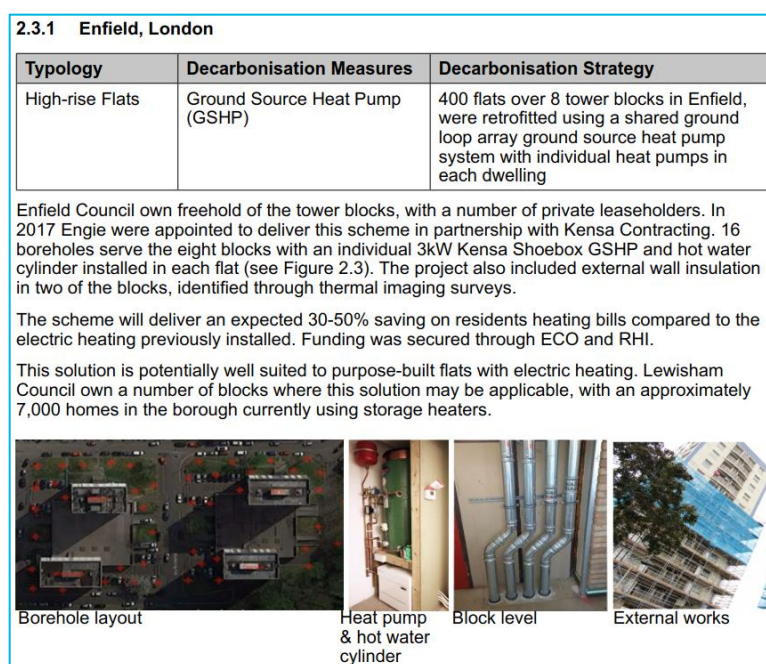 2.3.1 Enfield, London
Typology Decarbonisation Measures Decarbonisation Strategy
High-rise Flats Ground Source Heat Pump 400 flats over 8 tower blocks in Enfield,
(GSHP) were retrofitted using a shared ground
loop array ground source heat pump
system with individual heat pumps in
each dwelling
Enfield Council own freehold of the tower blocks, with a number of private leaseholders. In
2017 Engie were appointed to deliver this scheme in partnership with Kensa Contracting. 16
boreholes serve the eight blocks with an individual 3kW Kensa Shoebox GSHP and hot water
cylinder installed in each flat (see Figure 2.3). The project also included external wall insulation
in two of the blocks, identified through thermal imaging surveys.
The scheme will deliver an expected 30-50% saving on residents heating bills compared to the
electric heating previously installed. Funding was secured through ECO and RHI.
This solution is potentially well suited to purpose-built flats with electric heating. Lewisham
Council own a number of blocks where this solution may be applicable, with an approximately
7,000 homes in the borough currently using storage heaters.
Borehole layout Heat pump Block level External works
& hot water
cylinder